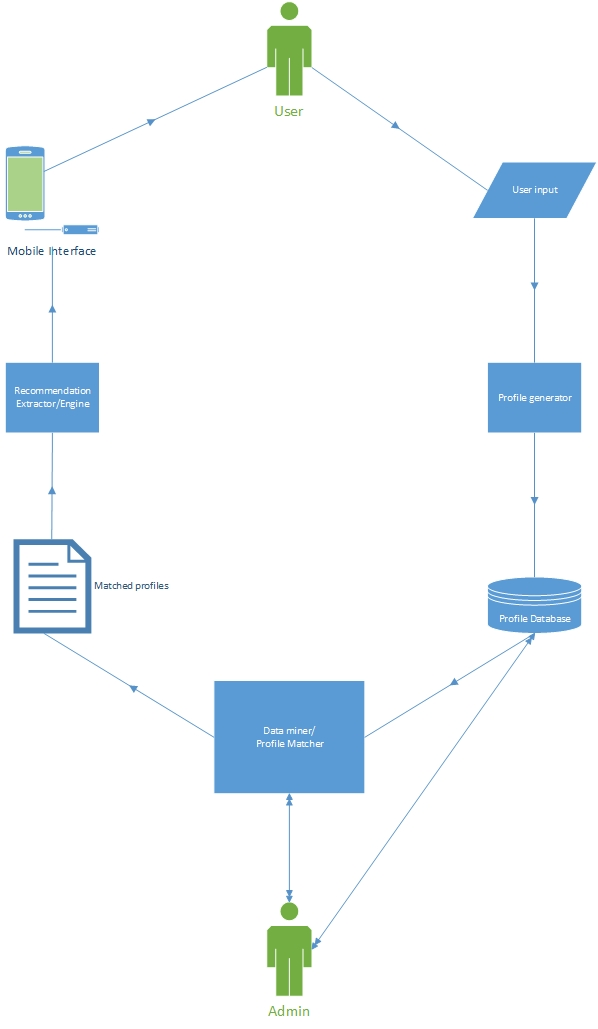 User
User input
Mobile Interface
Recommendation
Extractor/Engine
Profile generator
Matched profiles
Profile Database
Data miner/
Profile Matcher
Admin